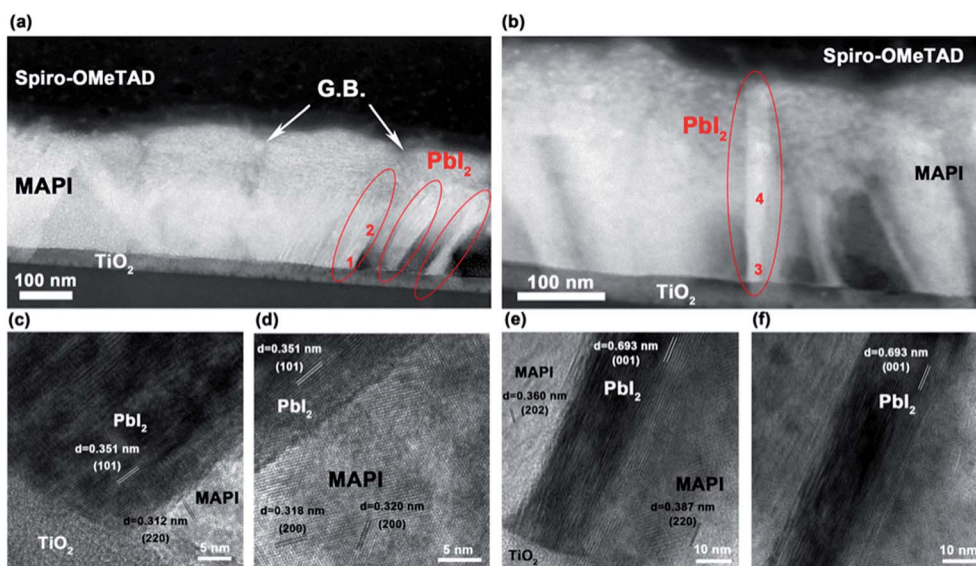 (a)
Spiro-OMeTAD
G.B.
PbI₂
MAPI
2
1
TiO₂
100 nm
(b)
Spiro-OMeTAD
PbI₂
MAPI
4
3
100 nm
TiO₂
(c)
PbI₂
d=0.351 nm
(101)
MAPI
d=0.312 nm
(220)
TiO₂
5 nm
(d)
d=0.351 nm
(101)
MAPI
d=0.318 nm
(200)
d=0.320 nm
(200)
5 nm
(e)
d=0.693 nm
(001)
MAPI
PbI₂
d=0.360 nm
(202)
MAPI
d=0.387 nm
(220)
TiO₂
10 nm
(f)
d=0.693 nm
(001)
PbI₂
10 nm